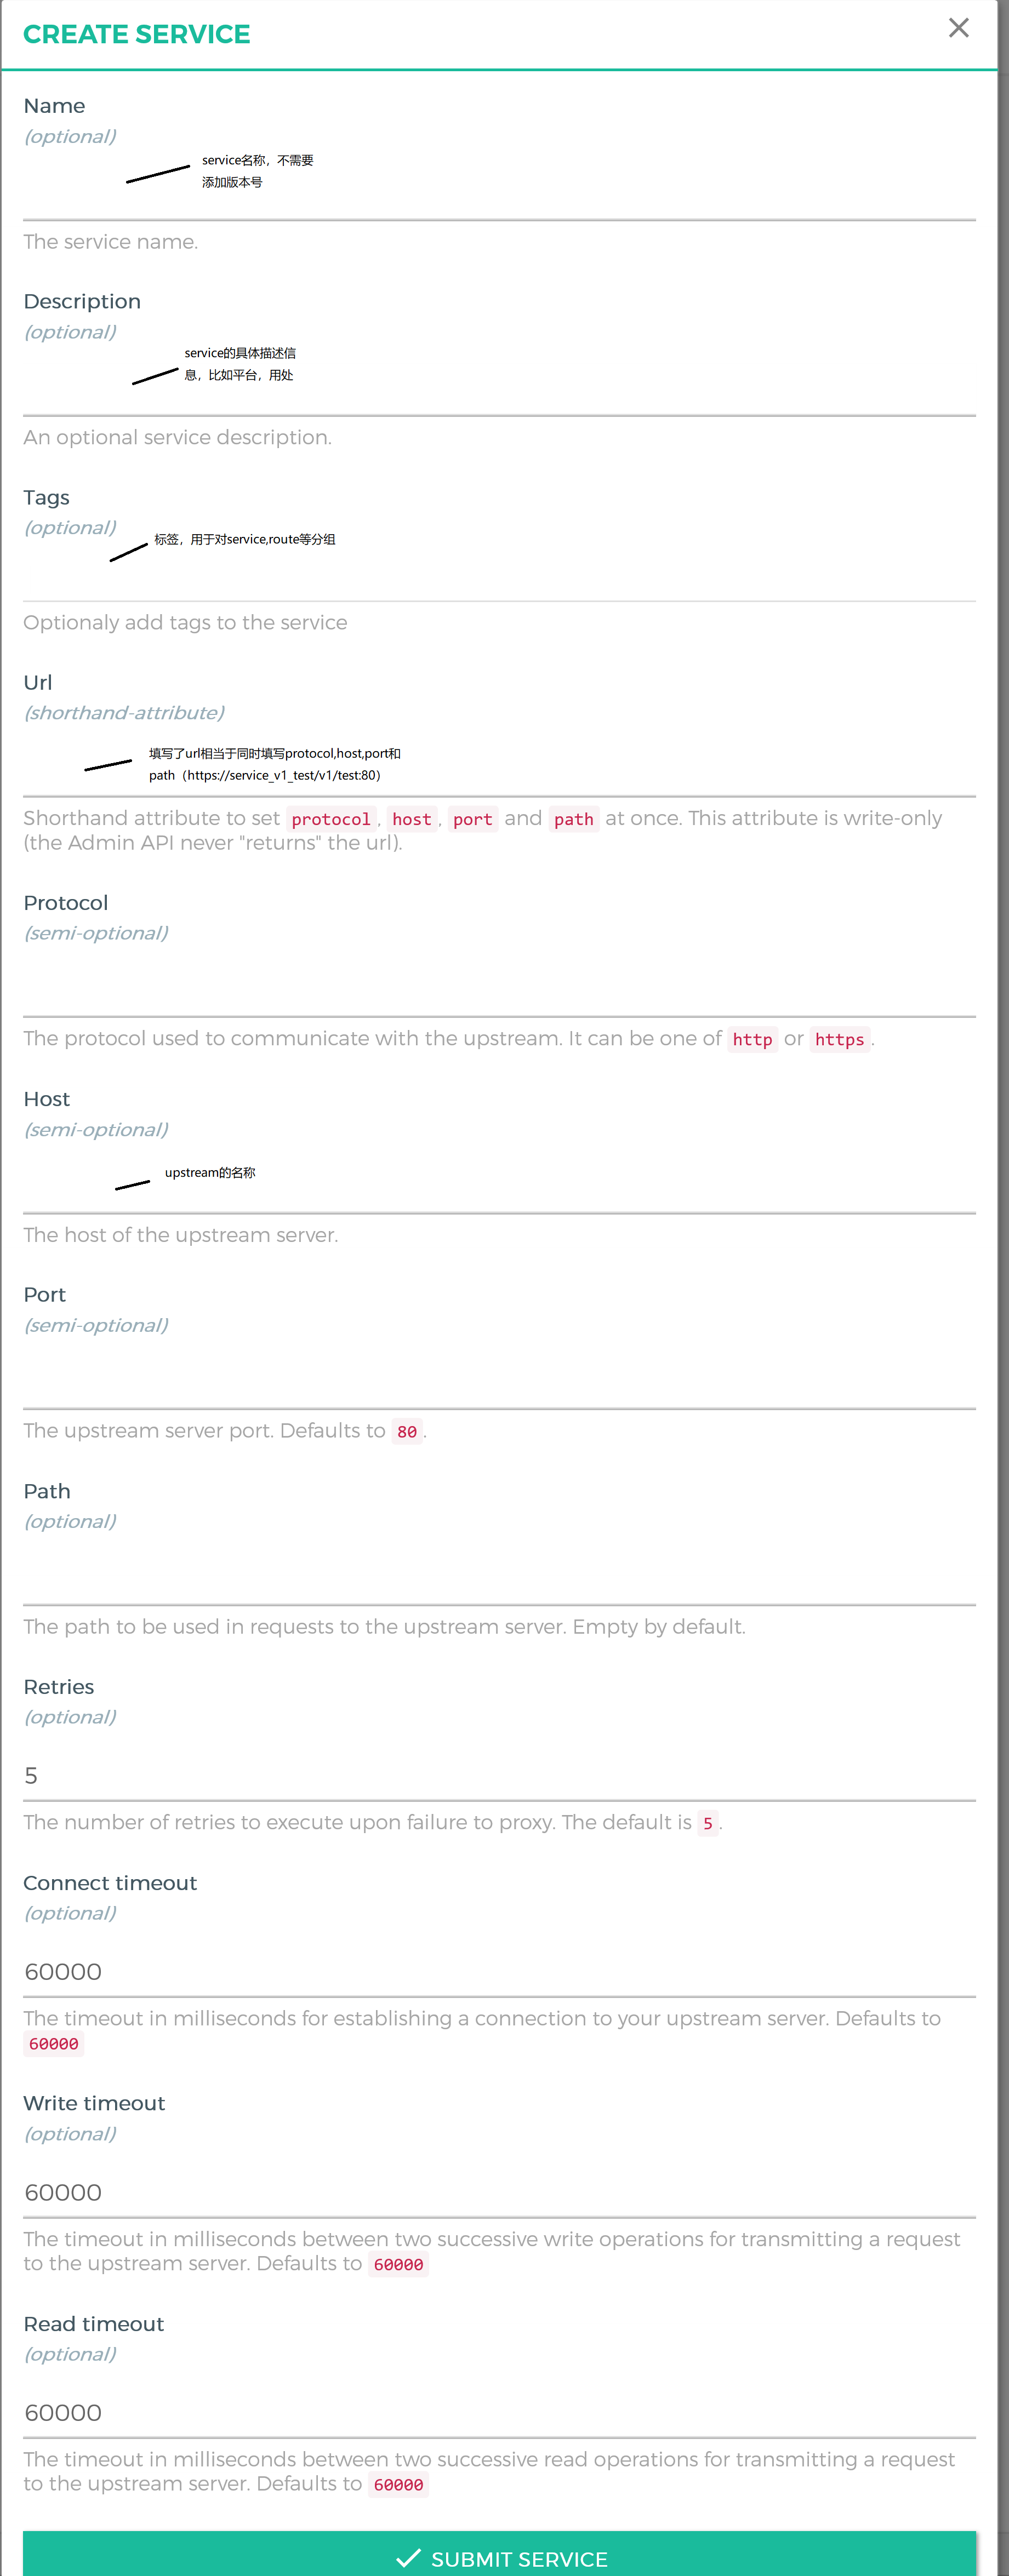 CREATE SERVICE
Name
(optional)
service名称，不需要
添加版本号
The service name.
Description
(optional)
service的具体描述信
息，比如平台，用处
An optional service description.
Tags
(optional)
标签，用于对service,route等分组
Optionaly add tags to the service
Url
(shorthand-attribute)
填写了url相当于同时填写protocol,host,port和
path（https://service_v1_test/v1/test:80）
Shorthand attribute to set protocol, host, port and path at once. This attribute is write-only
(the Admin API never "returns" the url).
Protocol
(semi-optional)
The protocol used to communicate with the upstream. It can be one of http or https.
Host
(semi-optional)
upstream的名称
The host of the upstream server.
Port
(semi-optional)
The upstream server port. Defaults to 80.
Path
(optional)
The path to be used in requests to the upstream server. Empty by default.
Retries
(optional)
5
The number of retries to execute upon failure to proxy. The default is 5.
Connect timeout
(optional)
60000
The timeout in milliseconds for establishing a connection to your upstream server. Defaults to
60000
Write timeout
(optional)
60000
The timeout in milliseconds between two successive write operations for transmitting a request
to the upstream server. Defaults to 60000
Read timeout
(optional)
60000
The timeout in milliseconds between two successive read operations for transmitting a request
to the upstream server. Defaults to 60000
SUBMIT SERVICE